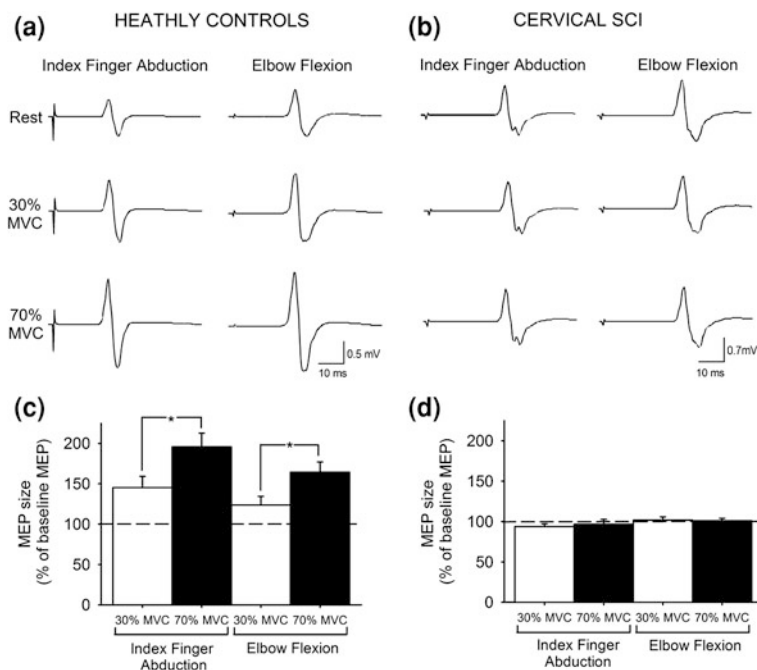 (a) HEATHLY CONTROLS
(b) CERVICAL SCI
Index Finger Abduction Elbow Flexion
Index Finger Abduction Elbow Flexion
Rest
30%
MVC
70%
MVC
0.5 mV
10 ms
0.7mV
10 ms
(c)
MEP size
(% of baseline MEP)
200
150
100
50
0
*
*
30% MVC 70% MVC 30% MVC 70% MVC
Index Finger
Abduction
Elbow Flexion
(d)
MEP size
(% of baseline MEP)
200
150
100
50
0
30% MVC 70% MVC 30% MVC 70% MVC
Index Finger
Abduction
Elbow Flexion